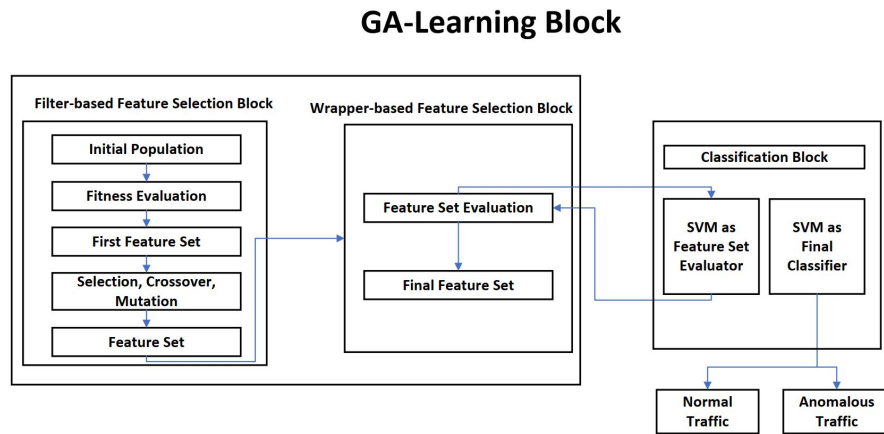 GA-Learning Block
Filter-based Feature Selection Block
Initial Population
Fitness Evaluation
First Feature Set
Selection, Crossover,
Mutation
Feature Set
Wrapper-based Feature Selection Block
Feature Set Evaluation
Final Feature Set
Classification Block
SVM as
Feature Set
Evaluator
SVM as
Final
Classifier
Normal
Traffic
Anomalous
Traffic